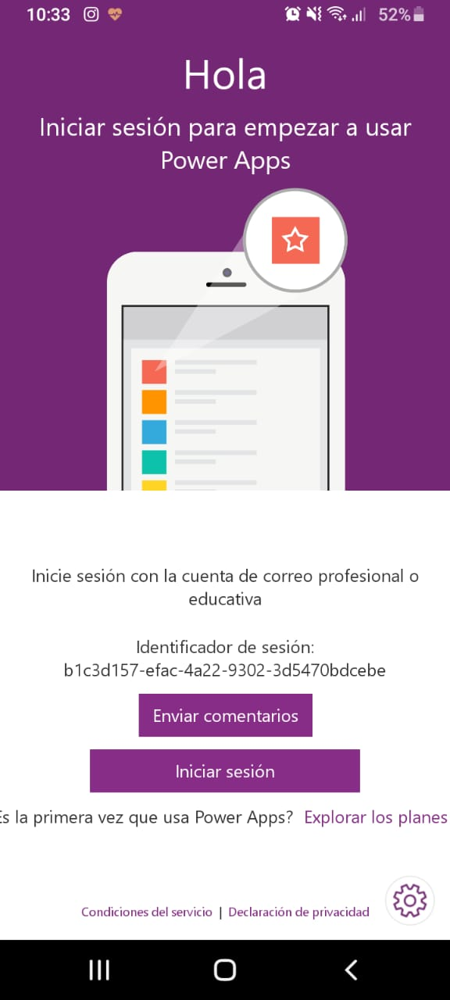 10:33 52%
Hola
Iniciar sesión para empezar a usar
Power Apps
Inicie sesión con la cuenta de correo profesional o
educativa
Identificador de sesión:
b1c3d157-efac-4a22-9302-3d5470bdcebe
Enviar comentarios
Iniciar sesión
Es la primera vez que usa Power Apps? Explorar los planes
Condiciones del servicio | Declaración de privacidad